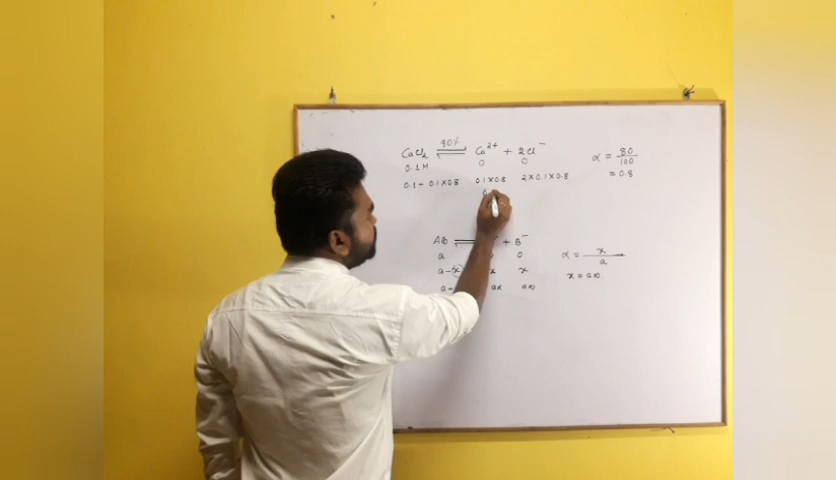 80%
CaCl₂ ⇌ Ca²⁺ + 2Cl⁻
0.1M 0 0
0.1 - 0.1×0.8 0.1×0.8 2×0.1×0.8
0
α = 80/100
= 0.8
AB ⇌ ⁻ + B⁻
a 0
a-x x x
a- aα aα
α = x/a
x = aα.